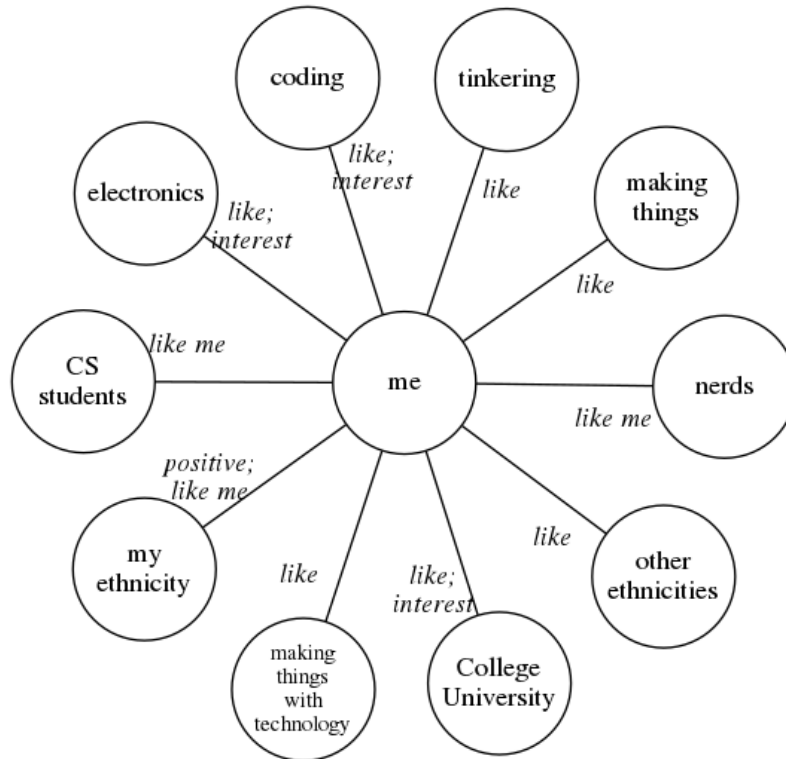 coding
tinkering
like;
interest
like
electronics
like;
interest
making
things
like
CS
students
like me
me
nerds
like me
positive;
like me
my
ethnicity
like
other
ethnicities
like
making
things
with
technology
like;
interest
College
University